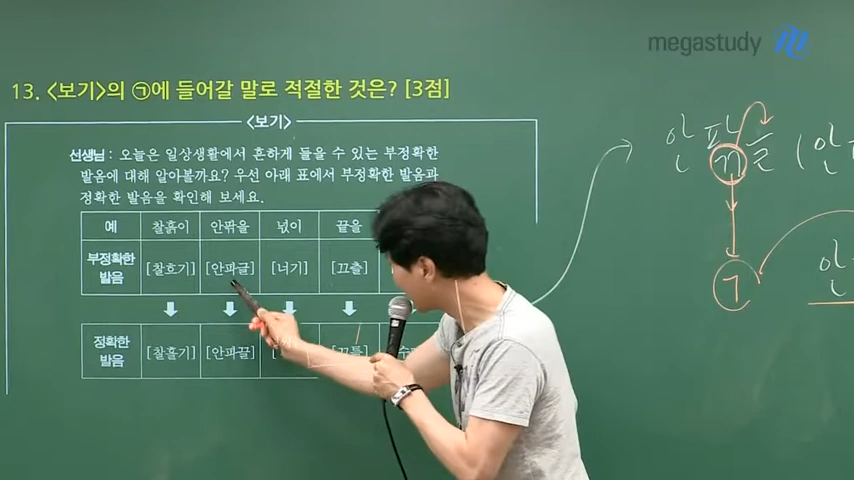 megastudy
13. <보기>의 ㉠에 들어갈 말로 적절한 것은? [3점]
<보기>
선생님 : 오늘은 일상생활에서 흔하게 들을 수 있는 부정확한
발음에 대해 알아볼까요? 우선 아래 표에서 부정확한 발음과
정확한 발음을 확인해 보세요.
예 찰흙이 안팎을 넋이 끝을
부정확한 발음 [찰흐기] [안파글] [너기] [끄츨]
정확한 발음 [찰흘기] [안파끌] [끄틀]
안팎을 (안
ㄱ
안